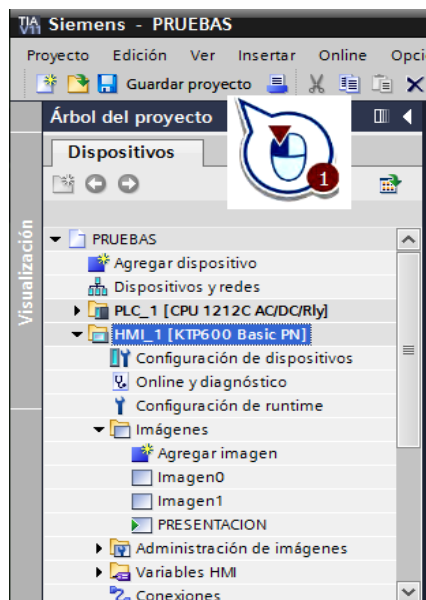 TIA V11 Siemens - PRUEBAS
Proyecto Edición Ver Insertar Online Opci
Guardar proyecto
Árbol del proyecto
Dispositivos
1
Visualización
PRUEBAS
Agregar dispositivo
Dispositivos y redes
PLC_1 [CPU 1212C AC/DC/Rly]
HMI_1 [KTP600 Basic PN]
Configuración de dispositivos
Online y diagnóstico
Configuración de runtime
Imágenes
Agregar imagen
Imagen0
Imagen1
PRESENTACION
Administración de imágenes
Variables HMI
Conexiones